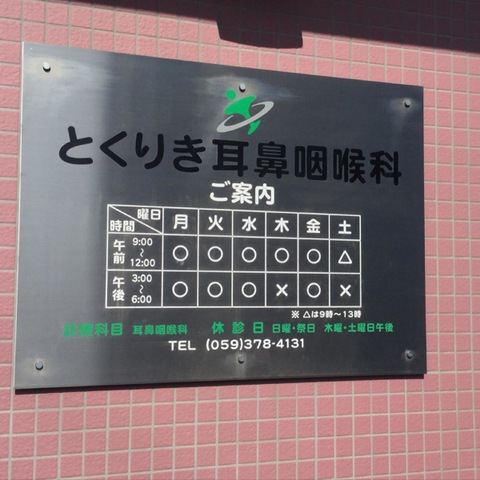 とくりき耳鼻咽喉科
ご案内
曜日 時間 月 火 水 木 金 土
午前 9:00～12:00 ○ ○ ○ ○ ○ △
午後 3:00～6:00 ○ ○ ○ × ○ ×
※ △は9時～13時
診療科目 耳鼻咽喉科 休診日 日曜・祭日 木曜・土曜日午後
TEL (059)378-4131